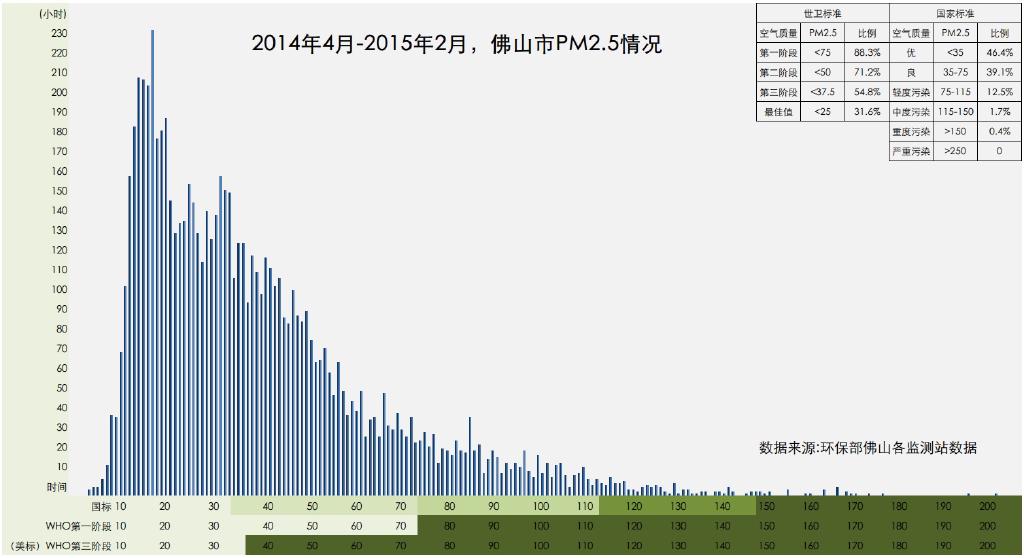 (小时)
230
220
210
200
190
180
170
160
150
140
130
120
110
100
90
80
70
60
50
40
30
20
10
时间
2014年4月-2015年2月，佛山市PM2.5情况
世卫标准 国家标准
空气质量 PM2.5 比例 空气质量 PM2.5 比例
第一阶段 <75 88.3% 优 <35 46.4%
第二阶段 <50 71.2% 良 35-75 39.1%
第三阶段 <37.5 54.8% 轻度污染 75-115 12.5%
最佳值 <25 31.6% 中度污染 115-150 1.7%
重度污染 >150 0.4%
严重污染 >250 0
数据来源:环保部佛山各监测站数据
国标 10 20 30 40 50 60 70 80 90 100 110 120 130 140 150 160 170 180 190 200
WHO第一阶段 10 20 30 40 50 60 70 80 90 100 110 120 130 140 150 160 170 180 190 200
(美标) WHO第三阶段 10 20 30 40 50 60 70 80 90 100 110 120 130 140 150 160 170 180 190 200